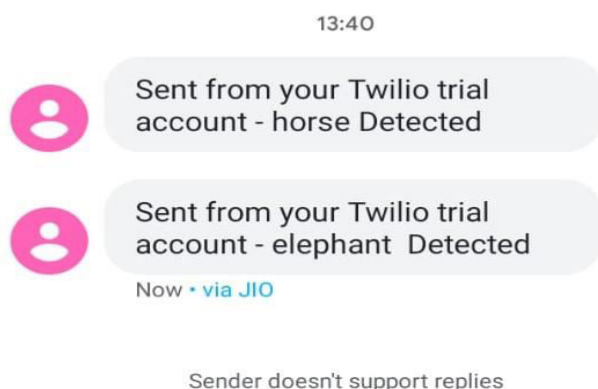 13:40
Sent from your Twilio trial
account - horse Detected
Sent from your Twilio trial
account - elephant  Detected
Now • via JIO
Sender doesn't support replies